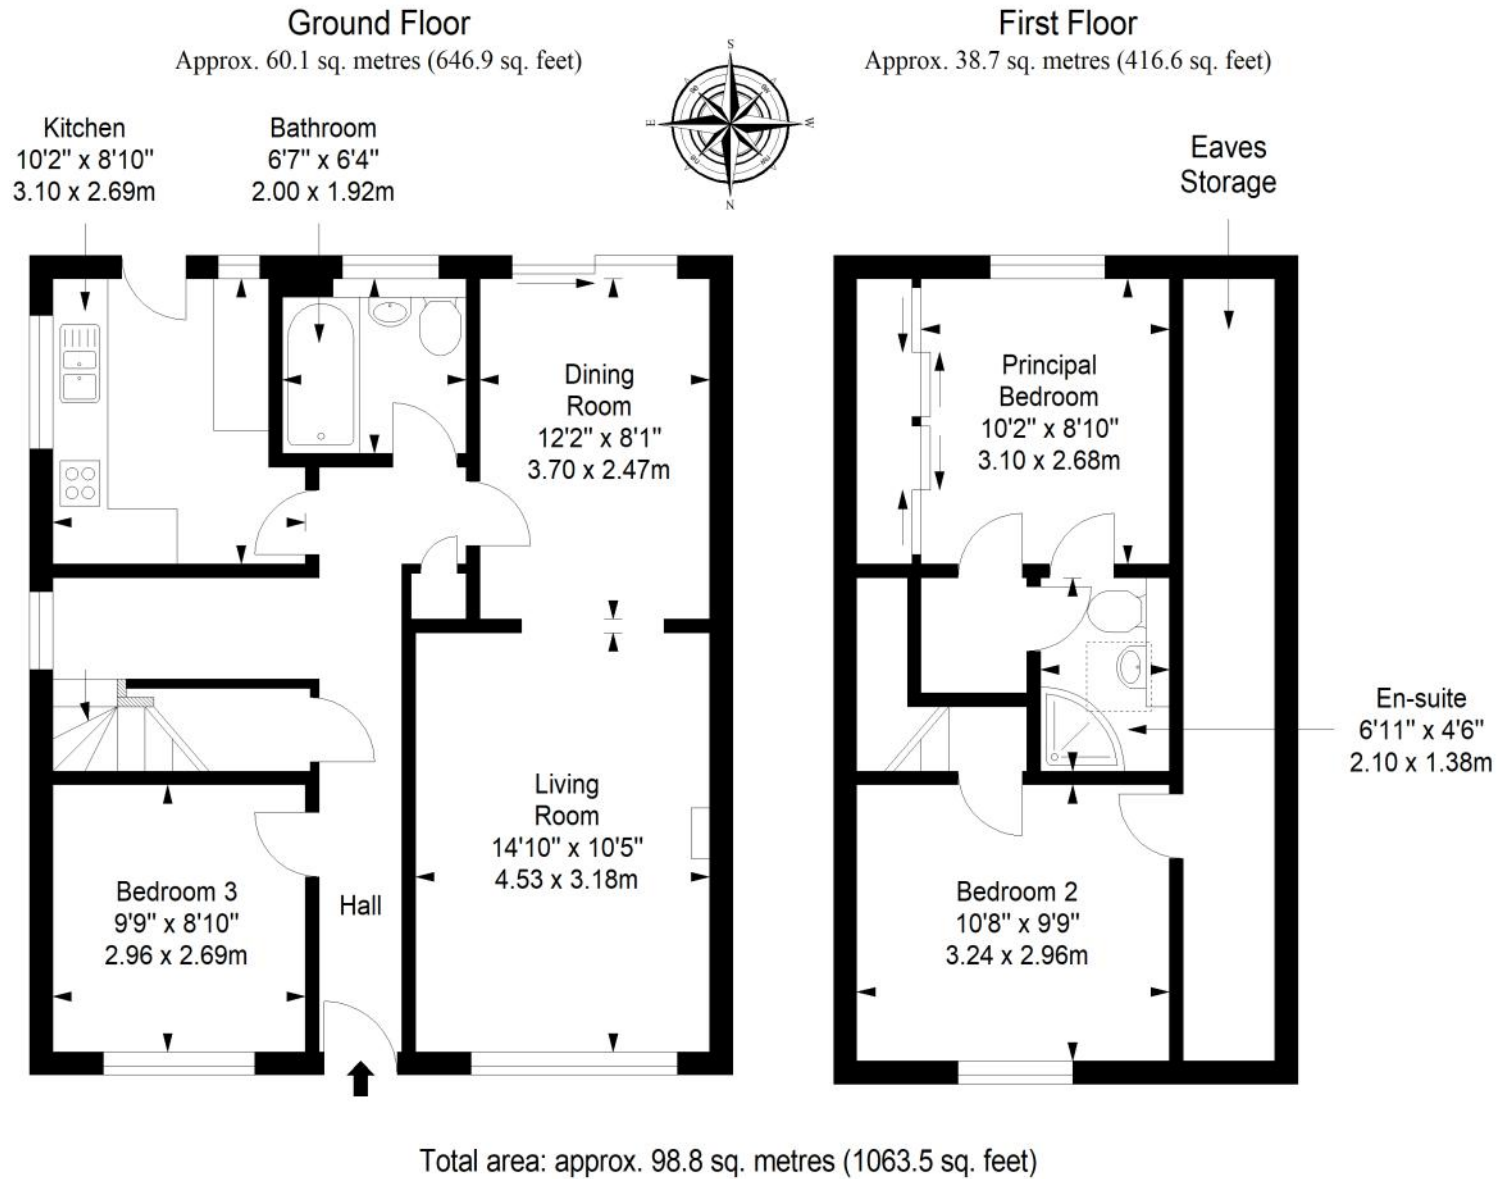 Ground Floor
Approx. 60.1 sq. metres (646.9 sq. feet)
First Floor
Approx. 38.7 sq. metres (416.6 sq. feet)
S
E
W
N
Kitchen
10'2" x 8'10"
3.10 x 2.69m
Bathroom
6'7" x 6'4"
2.00 x 1.92m
Eaves
Storage
Dining
Room
12'2" x 8'1"
3.70 x 2.47m
Principal
Bedroom
10'2" x 8'10"
3.10 x 2.68m
En-suite
6'11" x 4'6"
2.10 x 1.38m
Living
Room
14'10" x 10'5"
4.53 x 3.18m
Bedroom 3
9'9" x 8'10"
2.96 x 2.69m
Hall
Bedroom 2
10'8" x 9'9"
3.24 x 2.96m
Total area: approx. 98.8 sq. metres (1063.5 sq. feet)